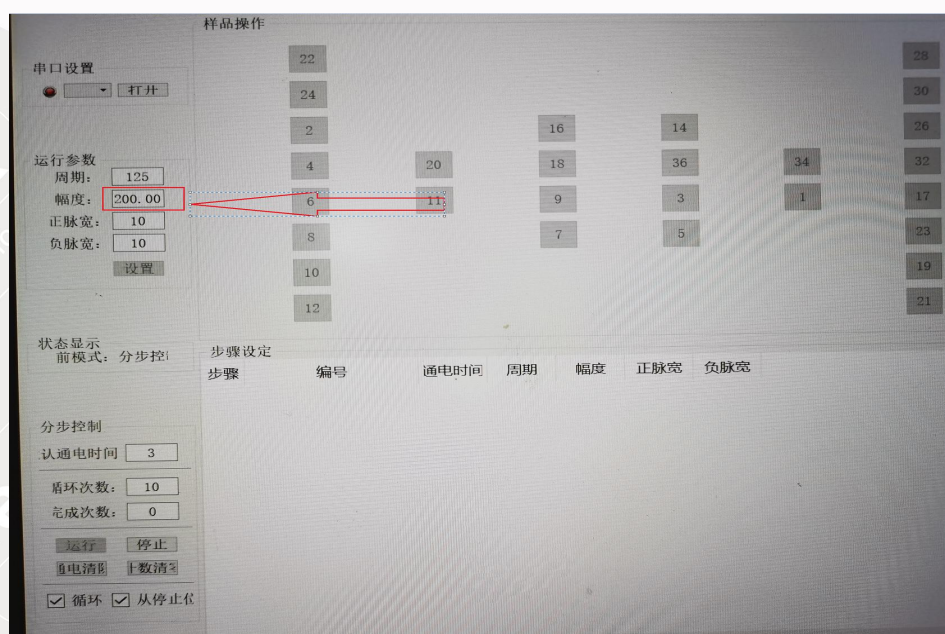 样品操作
串口设置
打开
运行参数
周期: 125
幅度: 200.00
正脉宽: 10
负脉宽: 10
设置
22
24
2
4
6
8
10
12
20
11
16
18
9
7
14
36
3
5
34
1
28
30
26
32
17
23
19
21
状态显示
前模式: 分步控
步骤设定
步骤 编号 通电时间 周期 幅度 正脉宽 负脉宽
分步控制
认通电时间 3
循环次数: 10
完成次数: 0
运行 停止
电清 数清
循环 从停止位